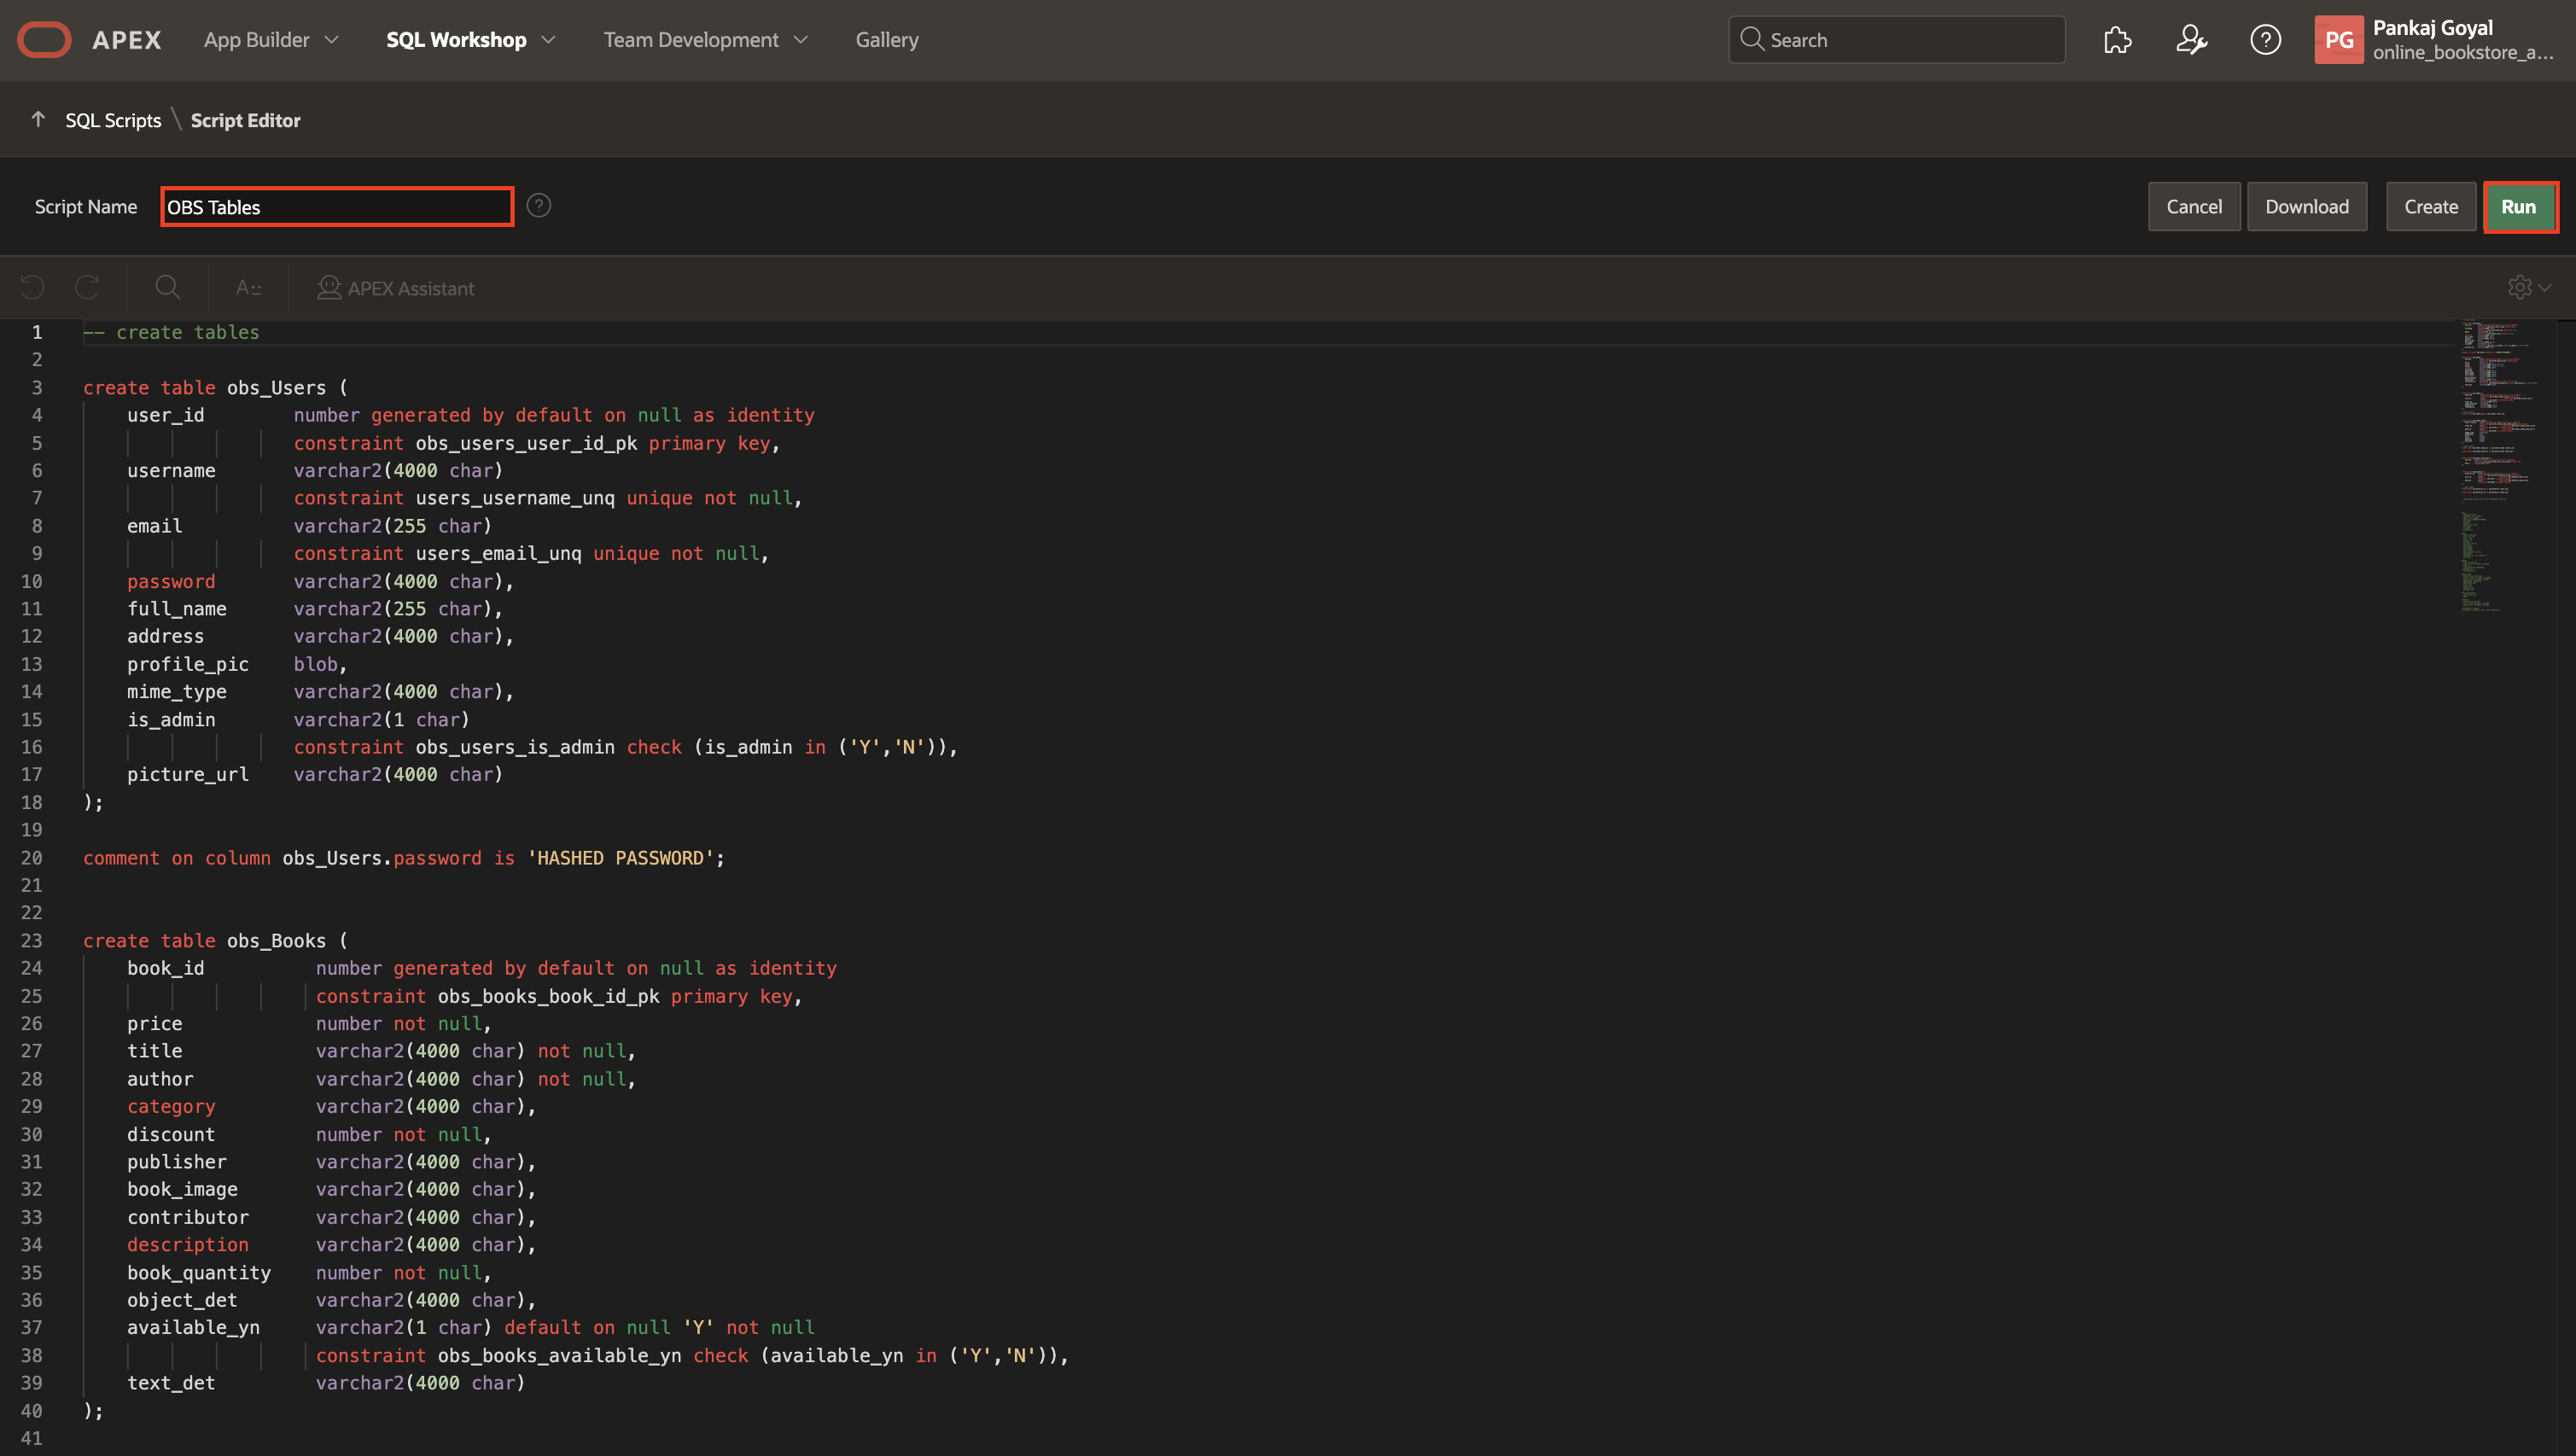 APEX App Builder SQL Workshop Team Development Gallery Search PG Pankaj Goyal
online_bookstore_a...
SQL Scripts \ Script Editor
Script Name OBS Tables ? Cancel Download Create Run
A:: APEX Assistant
1 -- create tables
2
3 create table obs_Users (
4 user_id number generated by default on null as identity
5 constraint obs_users_user_id_pk primary key,
6 username varchar2(4000 char)
7 constraint users_username_unq unique not null,
8 email varchar2(255 char)
9 constraint users_email_unq unique not null,
10 password varchar2(4000 char),
11 full_name varchar2(255 char),
12 address varchar2(4000 char),
13 profile_pic blob,
14 mime_type varchar2(4000 char),
15 is_admin varchar2(1 char)
16 constraint obs_users_is_admin check (is_admin in ('Y','N')),
17 picture_url varchar2(4000 char)
18 );
19
20 comment on column obs_Users.password is 'HASHED PASSWORD';
21
22
23 create table obs_Books (
24 book_id number generated by default on null as identity
25 constraint obs_books_book_id_pk primary key,
26 price number not null,
27 title varchar2(4000 char) not null,
28 author varchar2(4000 char) not null,
29 category varchar2(4000 char),
30 discount number not null,
31 publisher varchar2(4000 char),
32 book_image varchar2(4000 char),
33 contributor varchar2(4000 char),
34 description varchar2(4000 char),
35 book_quantity number not null,
36 object_det varchar2(4000 char),
37 available_yn varchar2(1 char) default on null 'Y' not null
38 constraint obs_books_available_yn check (available_yn in ('Y','N')),
39 text_det varchar2(4000 char)
40 );
41